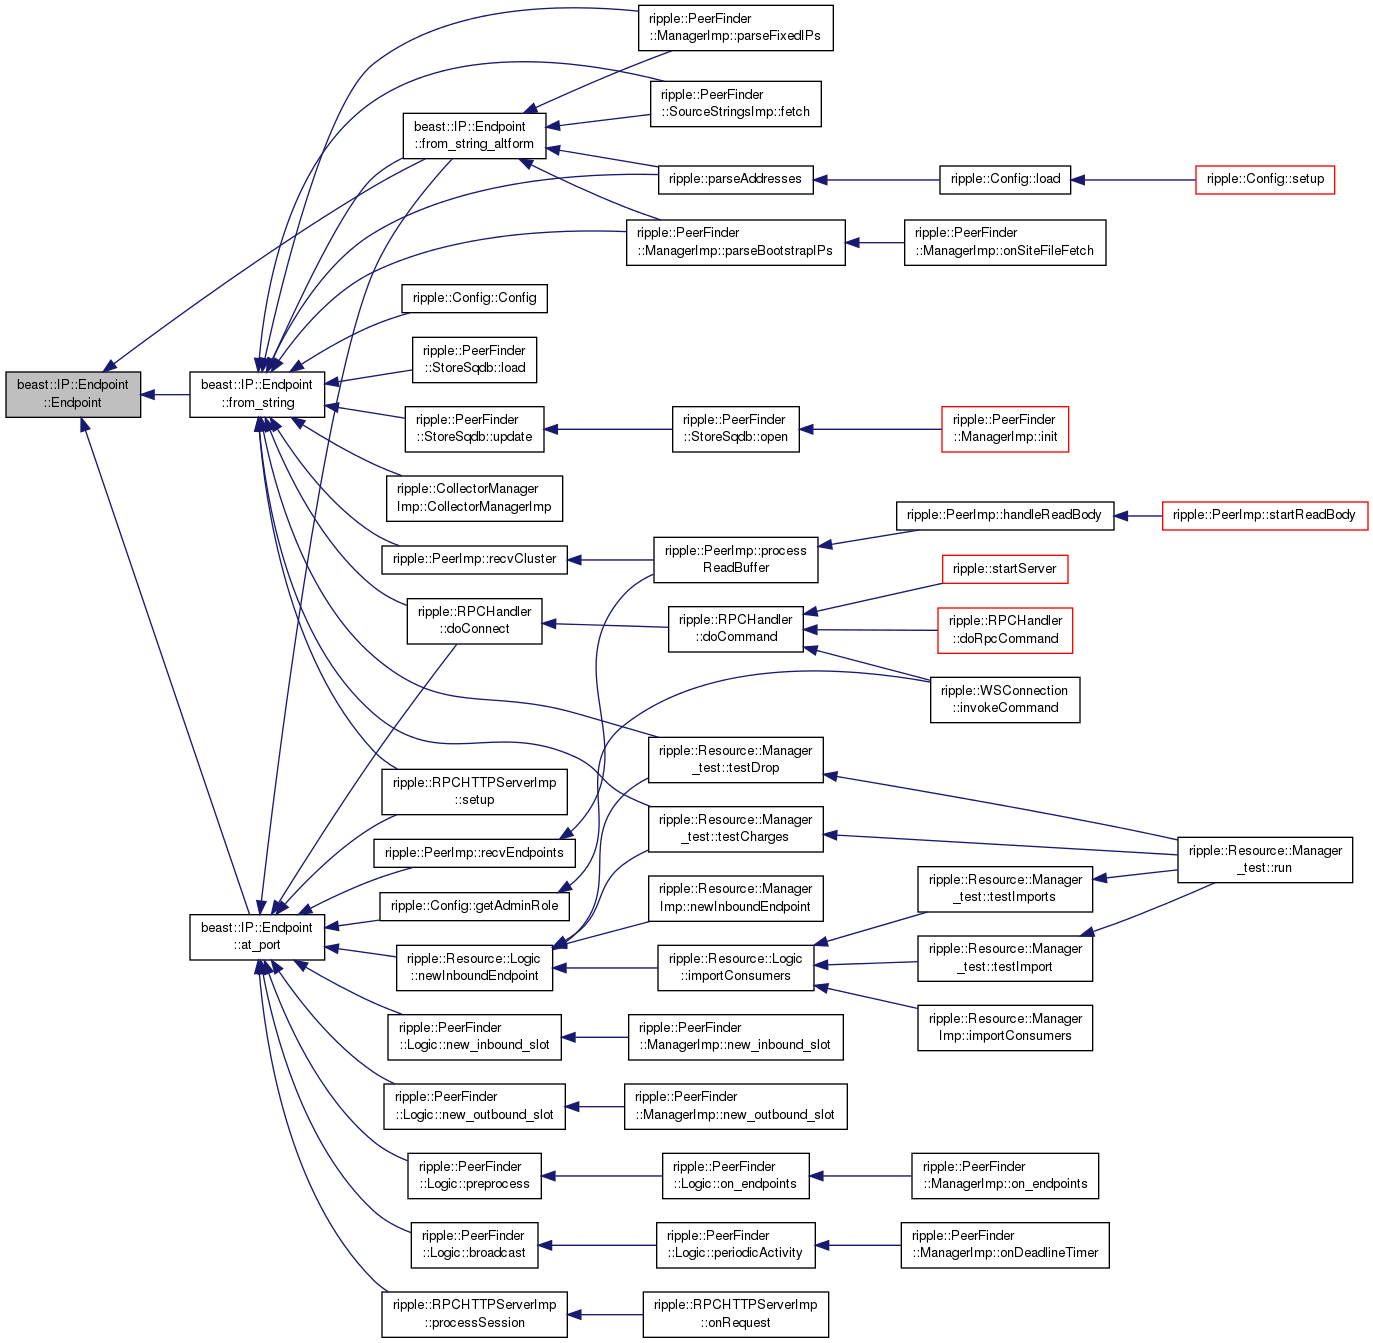 ripple::PeerFinder
::ManagerImp::parseFixedIPs
ripple::PeerFinder
::SourceStringsImp::fetch
beast::IP::Endpoint
::from_string_altform
ripple::parseAddresses
ripple::Config::load
ripple::Config::setup
ripple::PeerFinder
::ManagerImp::parseBootstrapIPs
ripple::PeerFinder
::ManagerImp::onSiteFileFetch
ripple::Config::Config
ripple::PeerFinder
::StoreSqdb::load
beast::IP::Endpoint
::Endpoint
beast::IP::Endpoint
::from_string
ripple::PeerFinder
::StoreSqdb::update
ripple::PeerFinder
::StoreSqdb::open
ripple::PeerFinder
::ManagerImp::init
ripple::CollectorManager
Imp::CollectorManagerImp
ripple::PeerImp::recvCluster
ripple::PeerImp::process
ReadBuffer
ripple::PeerImp::handleReadBody
ripple::PeerImp::startReadBody
ripple::startServer
ripple::RPCHandler
::doConnect
ripple::RPCHandler
::doCommand
ripple::RPCHandler
::doRpcCommand
ripple::WSConnection
::invokeCommand
ripple::Resource::Manager
_test::testDrop
ripple::RPCHTTPServerImp
::setup
ripple::Resource::Manager
_test::testCharges
ripple::PeerImp::recvEndpoints
ripple::Resource::Manager
_test::run
ripple::Config::getAdminRole
ripple::Resource::Manager
Imp::newInboundEndpoint
ripple::Resource::Manager
_test::testImports
beast::IP::Endpoint
::at_port
ripple::Resource::Logic
::newInboundEndpoint
ripple::Resource::Logic
::importConsumers
ripple::Resource::Manager
_test::testImport
ripple::Resource::Manager
Imp::importConsumers
ripple::PeerFinder
::Logic::new_inbound_slot
ripple::PeerFinder
::ManagerImp::new_inbound_slot
ripple::PeerFinder
::Logic::new_outbound_slot
ripple::PeerFinder
::ManagerImp::new_outbound_slot
ripple::PeerFinder
::Logic::preprocess
ripple::PeerFinder
::Logic::on_endpoints
ripple::PeerFinder
::ManagerImp::on_endpoints
ripple::PeerFinder
::Logic::broadcast
ripple::PeerFinder
::Logic::periodicActivity
ripple::PeerFinder
::ManagerImp::onDeadlineTimer
ripple::RPCHTTPServerImp
::processSession
ripple::RPCHTTPServerImp
::onRequest